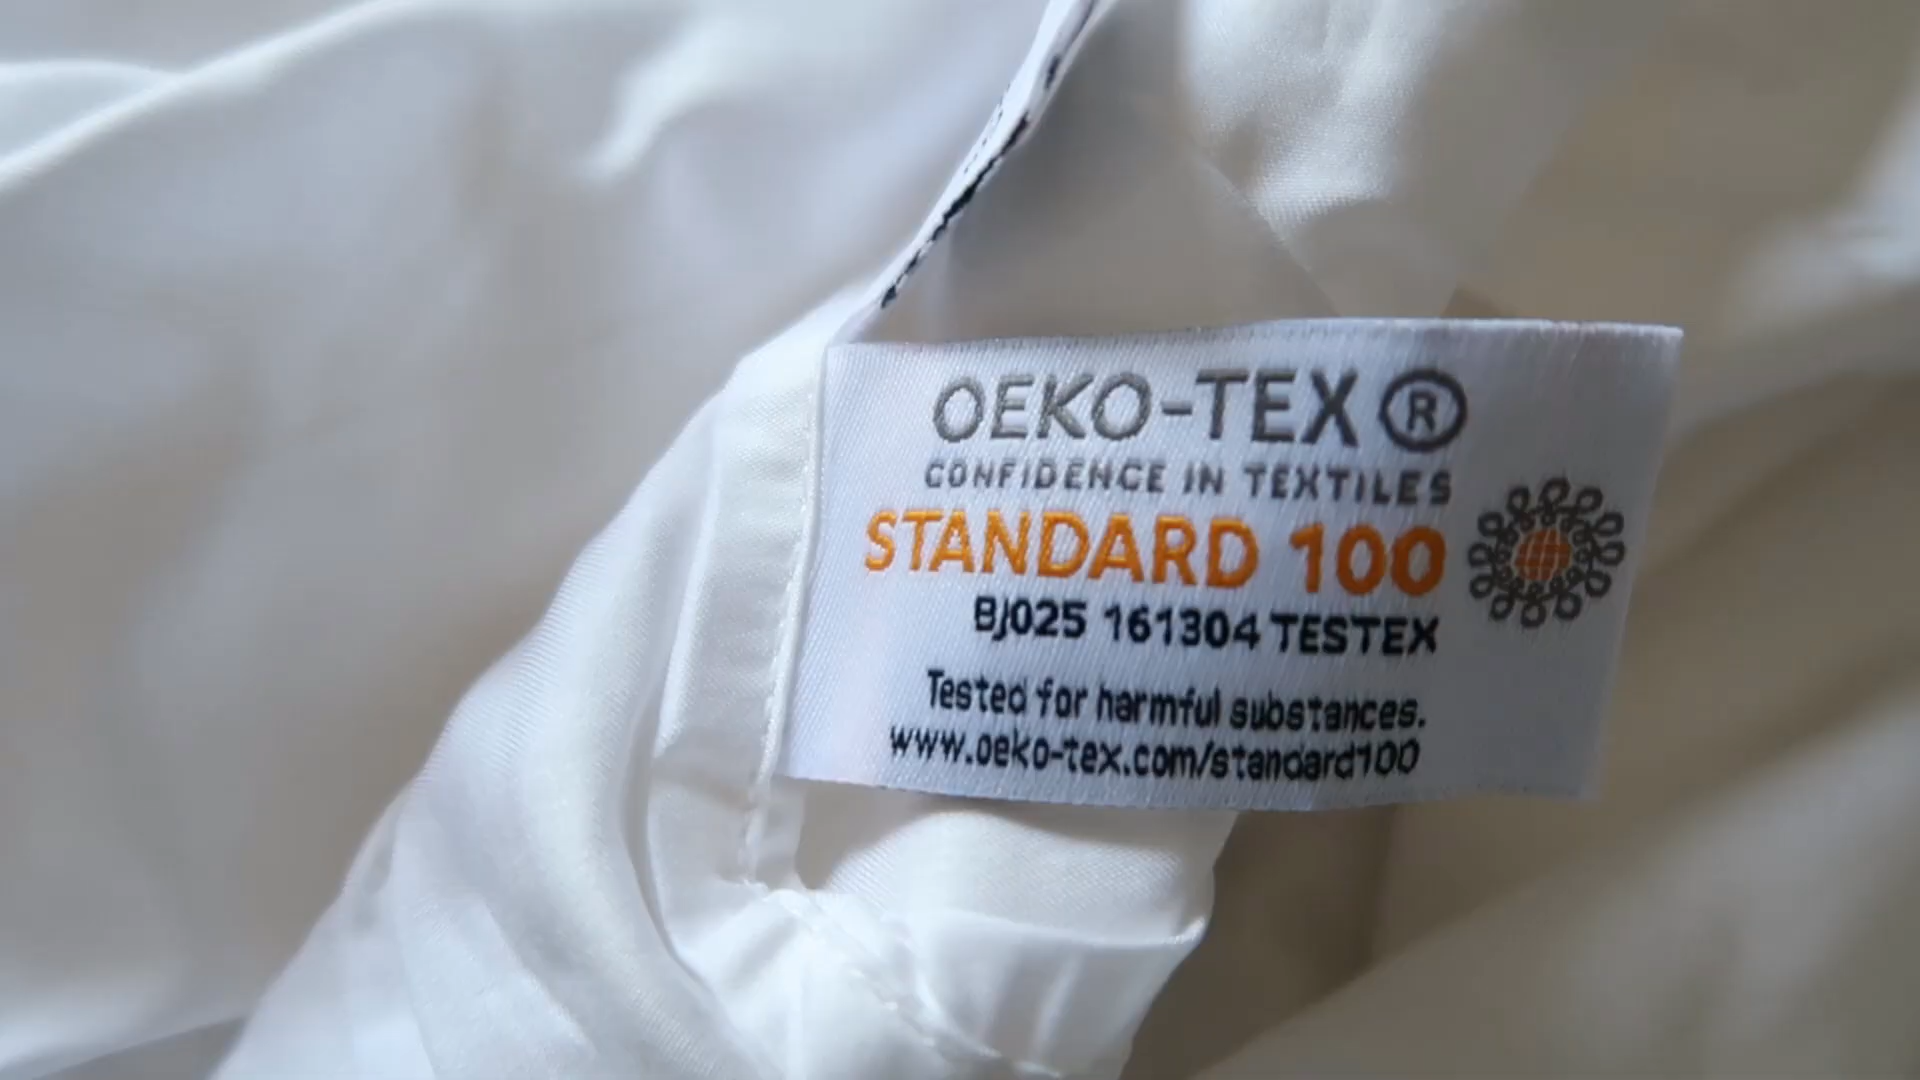 OEKO-TEX®
CONFIDENCE IN TEXTILES
STANDARD 100
BJ025 161304 TESTEX
Tested for harmful substances.
www.oeko-tex.com/standard100